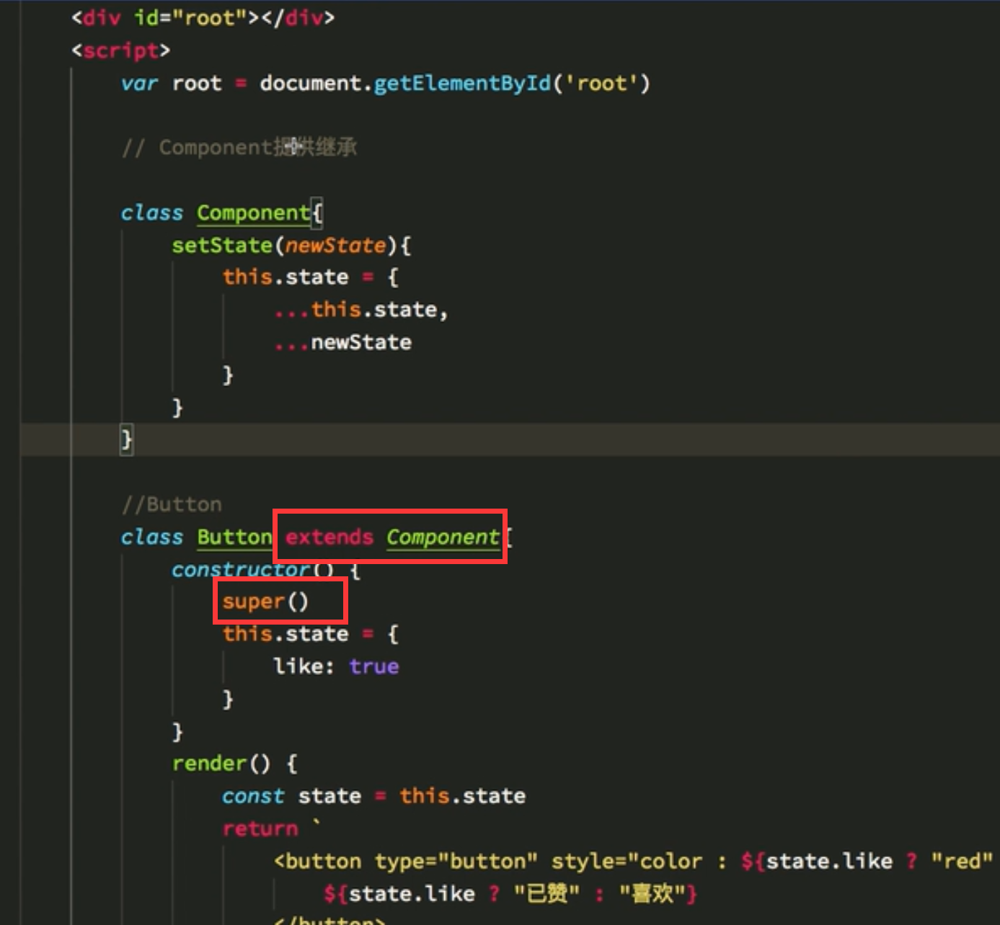 <div id="root"></div>
<script>
var root = document.getElementById('root')
// Component提供继承
class Component{
setState(newState){
this.state = {
...this.state,
...newState
}
}
}
//Button
class Button extends Component{
constructor() {
super()
this.state = {
like: true
}
}
render() {
const state = this.state
return `
<button type="button" style="color : ${state.like ? "red"
${state.like ? "已赞" : "喜欢"}
</button>